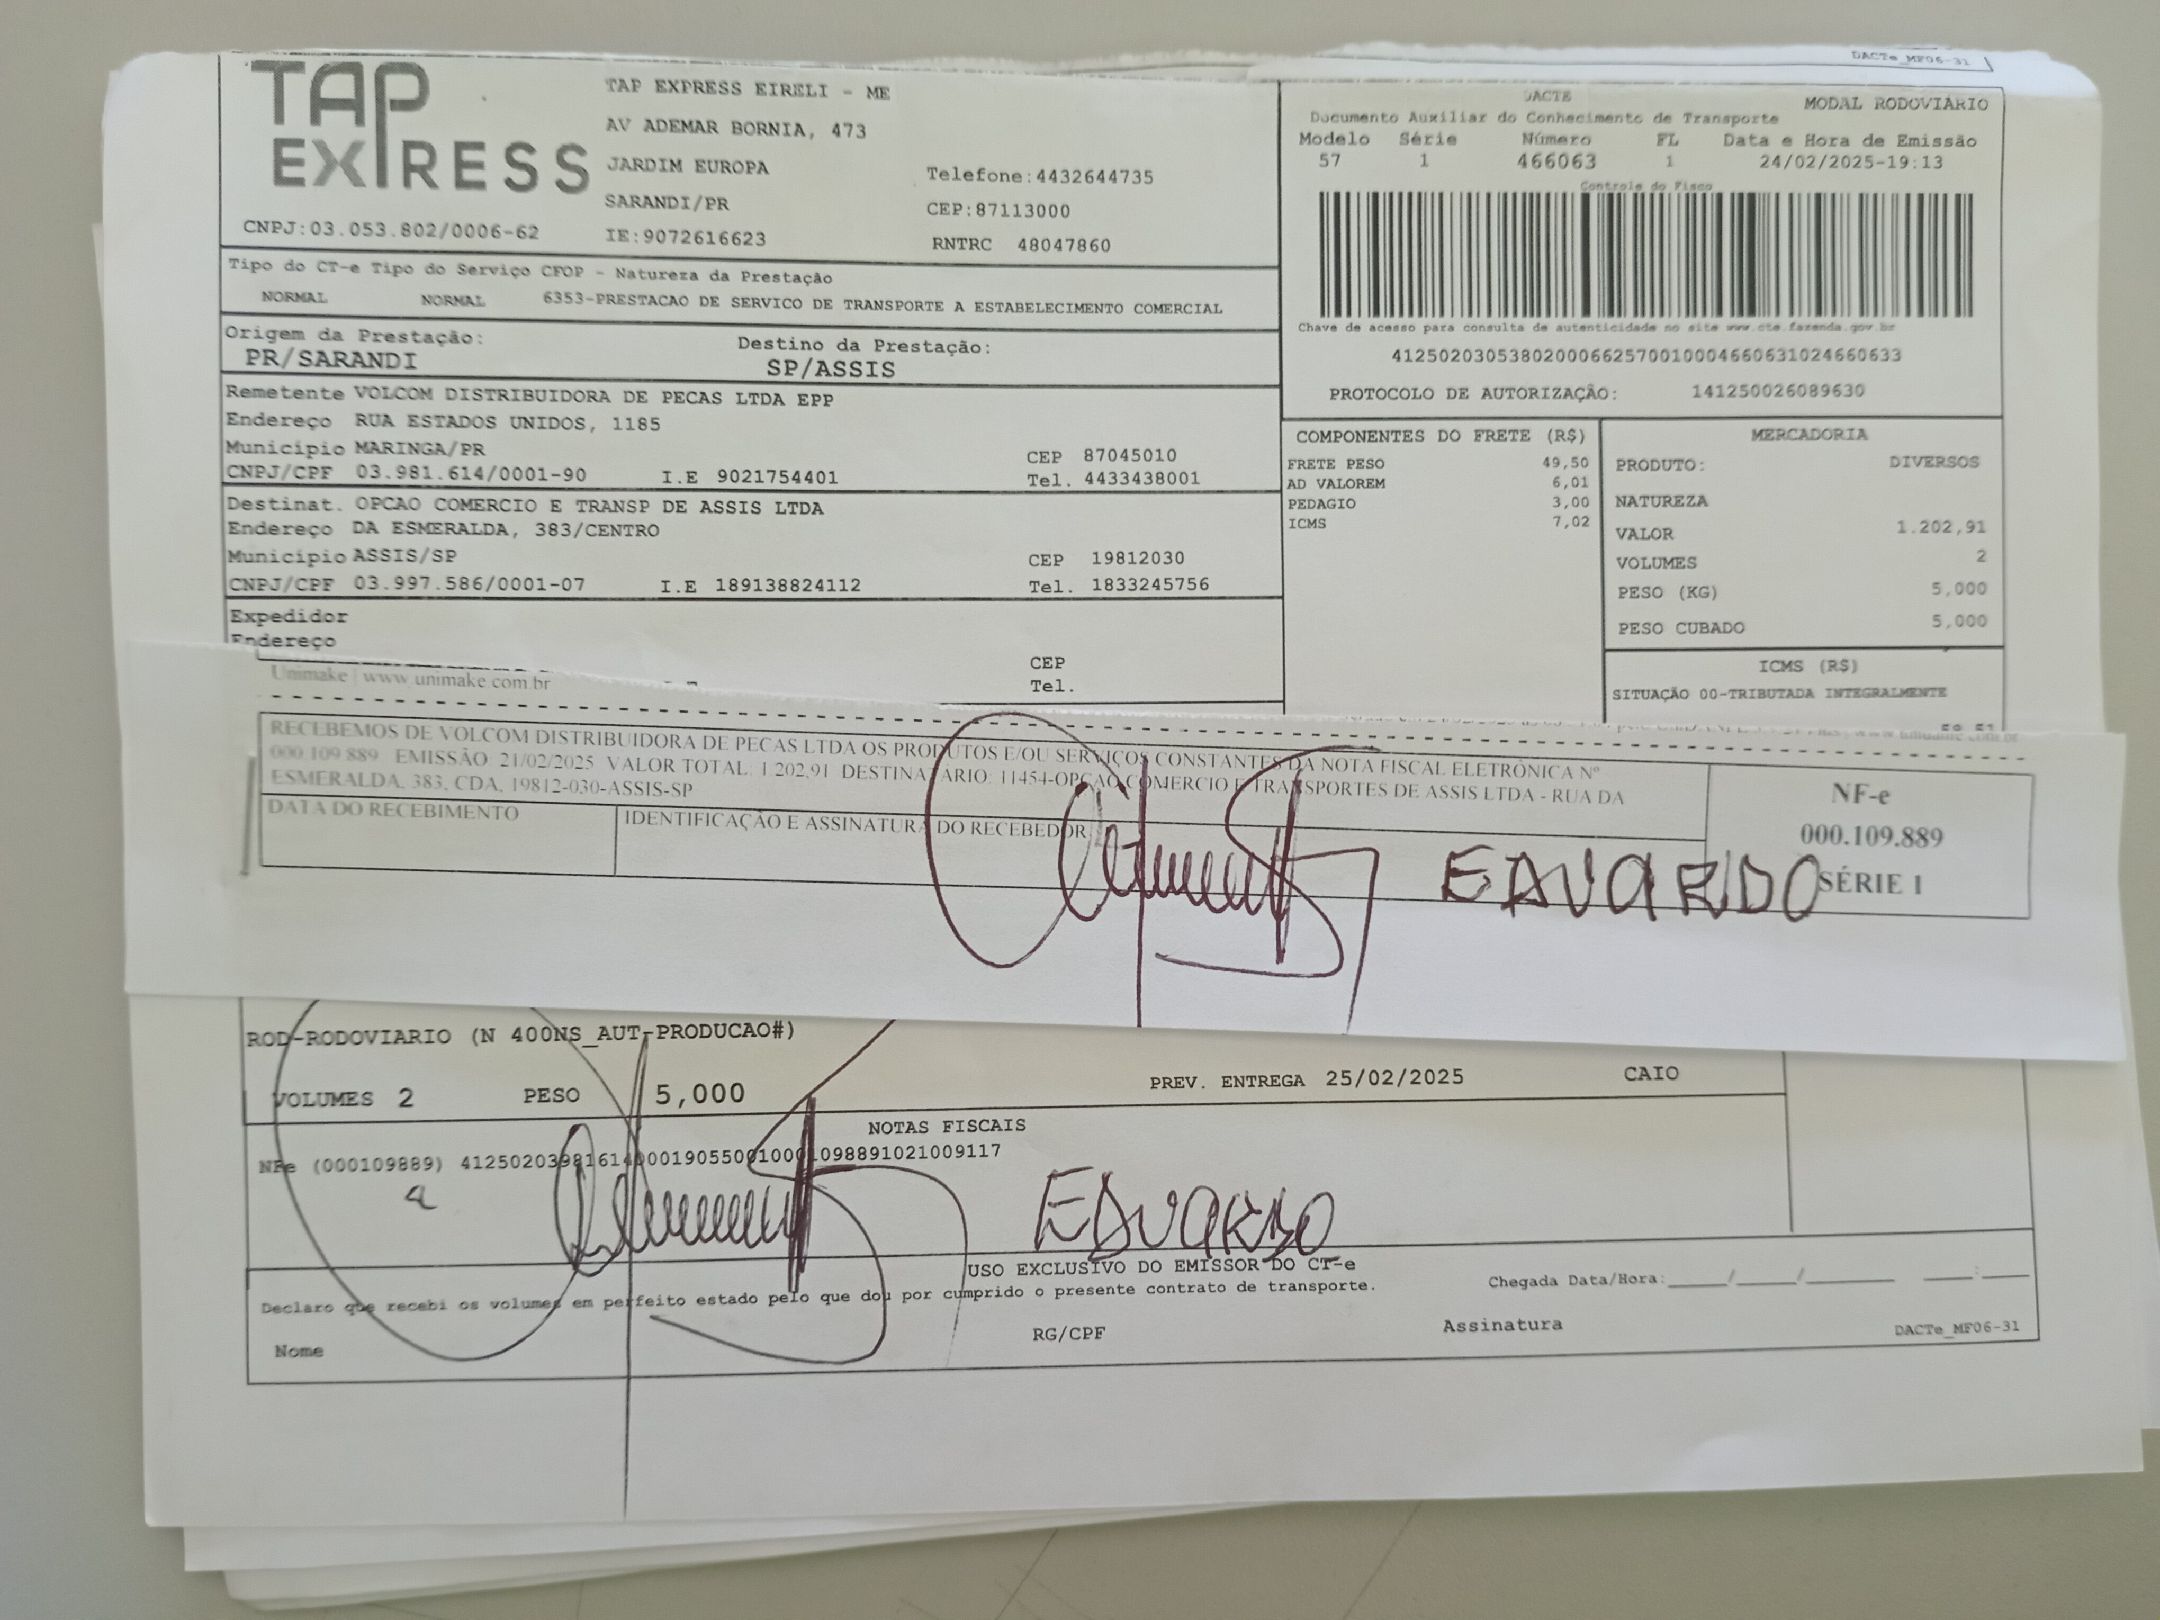 DACTe_MF06-31
TAP EXPRESS
CNPJ:03.053.802/0006-62
TAP EXPRESS EIRELI - ME
AV ADEMAR BORNIA, 473
JARDIM EUROPA
SARANDI/PR
IE:9072616623
Telefone:4432644735
CEP:87113000
RNTRC 48047860
DACTE
MODAL RODOVIÁRIO
Documento Auxiliar do Conhecimento de Transporte
Modelo Série Número FL Data e Hora de Emissão
57 1 466063 1 24/02/2025-19:13
Controle do Fisco
Chave de acesso para consulta de autenticidade no site www.cte.fazenda.gov.br
41250203053802000662570010004660631024660633
PROTOCOLO DE AUTORIZAÇÃO: 141250026089630
Tipo do CT-e Tipo do Serviço CFOP - Natureza da Prestação
NORMAL NORMAL 6353-PRESTACAO DE SERVICO DE TRANSPORTE A ESTABELECIMENTO COMERCIAL
Origem da Prestação: Destino da Prestação:
PR/SARANDI SP/ASSIS
Remetente VOLCOM DISTRIBUIDORA DE PECAS LTDA EPP
Endereço RUA ESTADOS UNIDOS, 1185
Município MARINGA/PR CEP 87045010
CNPJ/CPF 03.981.614/0001-90 I.E 9021754401 Tel. 4433438001
Destinat. OPCAO COMERCIO E TRANSP DE ASSIS LTDA
Endereço DA ESMERALDA, 383/CENTRO
Município ASSIS/SP CEP 19812030
CNPJ/CPF 03.997.586/0001-07 I.E 189138824112 Tel. 1833245756
Expedidor
Endereço
CEP
Tel.
COMPONENTES DO FRETE (R$)
FRETE PESO 49,50
AD VALOREM 6,01
PEDAGIO 3,00
ICMS 7,02
MERCADORIA
PRODUTO: DIVERSOS
NATUREZA
VALOR 1.202,91
VOLUMES 2
PESO (KG) 5,000
PESO CUBADO 5,000
ICMS (R$)
SITUAÇÃO 00-TRIBUTADA INTEGRALMENTE
Unimake | www.unimake.com.br
RECEBEMOS DE VOLCOM DISTRIBUIDORA DE PECAS LTDA OS PRODUTOS E/OU SERVIÇOS CONSTANTES DA NOTA FISCAL ELETRÔNICA Nº
000.109.889 EMISSÃO: 21/02/2025 VALOR TOTAL: 1.202,91 DESTINATÁRIO: 11454-OPCAO COMERCIO E TRANSPORTES DE ASSIS LTDA - RUA DA
ESMERALDA, 383, CDA, 19812-030-ASSIS-SP
DATA DO RECEBIMENTO IDENTIFICAÇÃO E ASSINATURA DO RECEBEDOR
NF-e
000.109.889
SÉRIE 1
EDUARDO
ROD-RODOVIARIO (N 400NS_AUT-PRODUCAO#)
VOLUMES 2 PESO 5,000 PREV. ENTREGA 25/02/2025 CAIO
NOTAS FISCAIS
NFe (000109889) 41250203981614000190550010001098891021009117
EDUARDO
USO EXCLUSIVO DO EMISSOR DO CT-e
Declaro que recebi os volumes em perfeito estado pelo que dou por cumprido o presente contrato de transporte.
Chegada Data/Hora:____/____/______ ___:___
Nome RG/CPF Assinatura DACTe_MF06-31